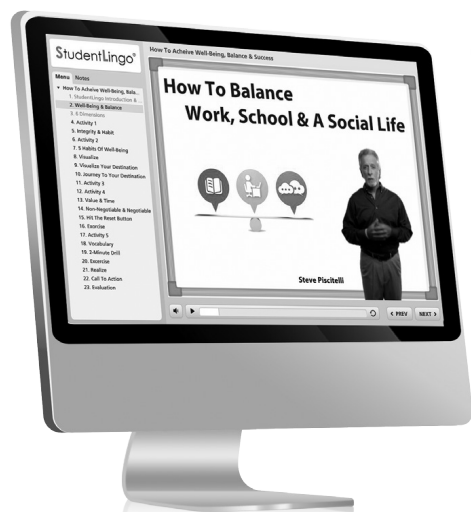 StudentLingo®
How To Acheive Well-Being, Balance & Success
Menu Notes
How To Acheive Well-Being, Bala...
1. StudentLingo Introduction & ...
2. Well-Being & Balance
3. 8 Dimensions
4. Activity 1
5. Integrity & Habit
6. Activity 2
7. 5 Habits Of Well-Being
8. Visualize
9. Visualize Your Destination
10. Journey To Your Destination
11. Activity 3
12. Activity 4
13. Value & Time
14. Non-Negotiable & Negotiable
15. Hit The Reset Button
16. Exercise
17. Activity 5
18. Vocabulary
19. 2-Minute Drill
20. Excercise
21. Realize
22. Call To Action
23. Evaluation
How To Balance
Work, School & A Social Life
Steve Piscitelli
< PREV
NEXT >